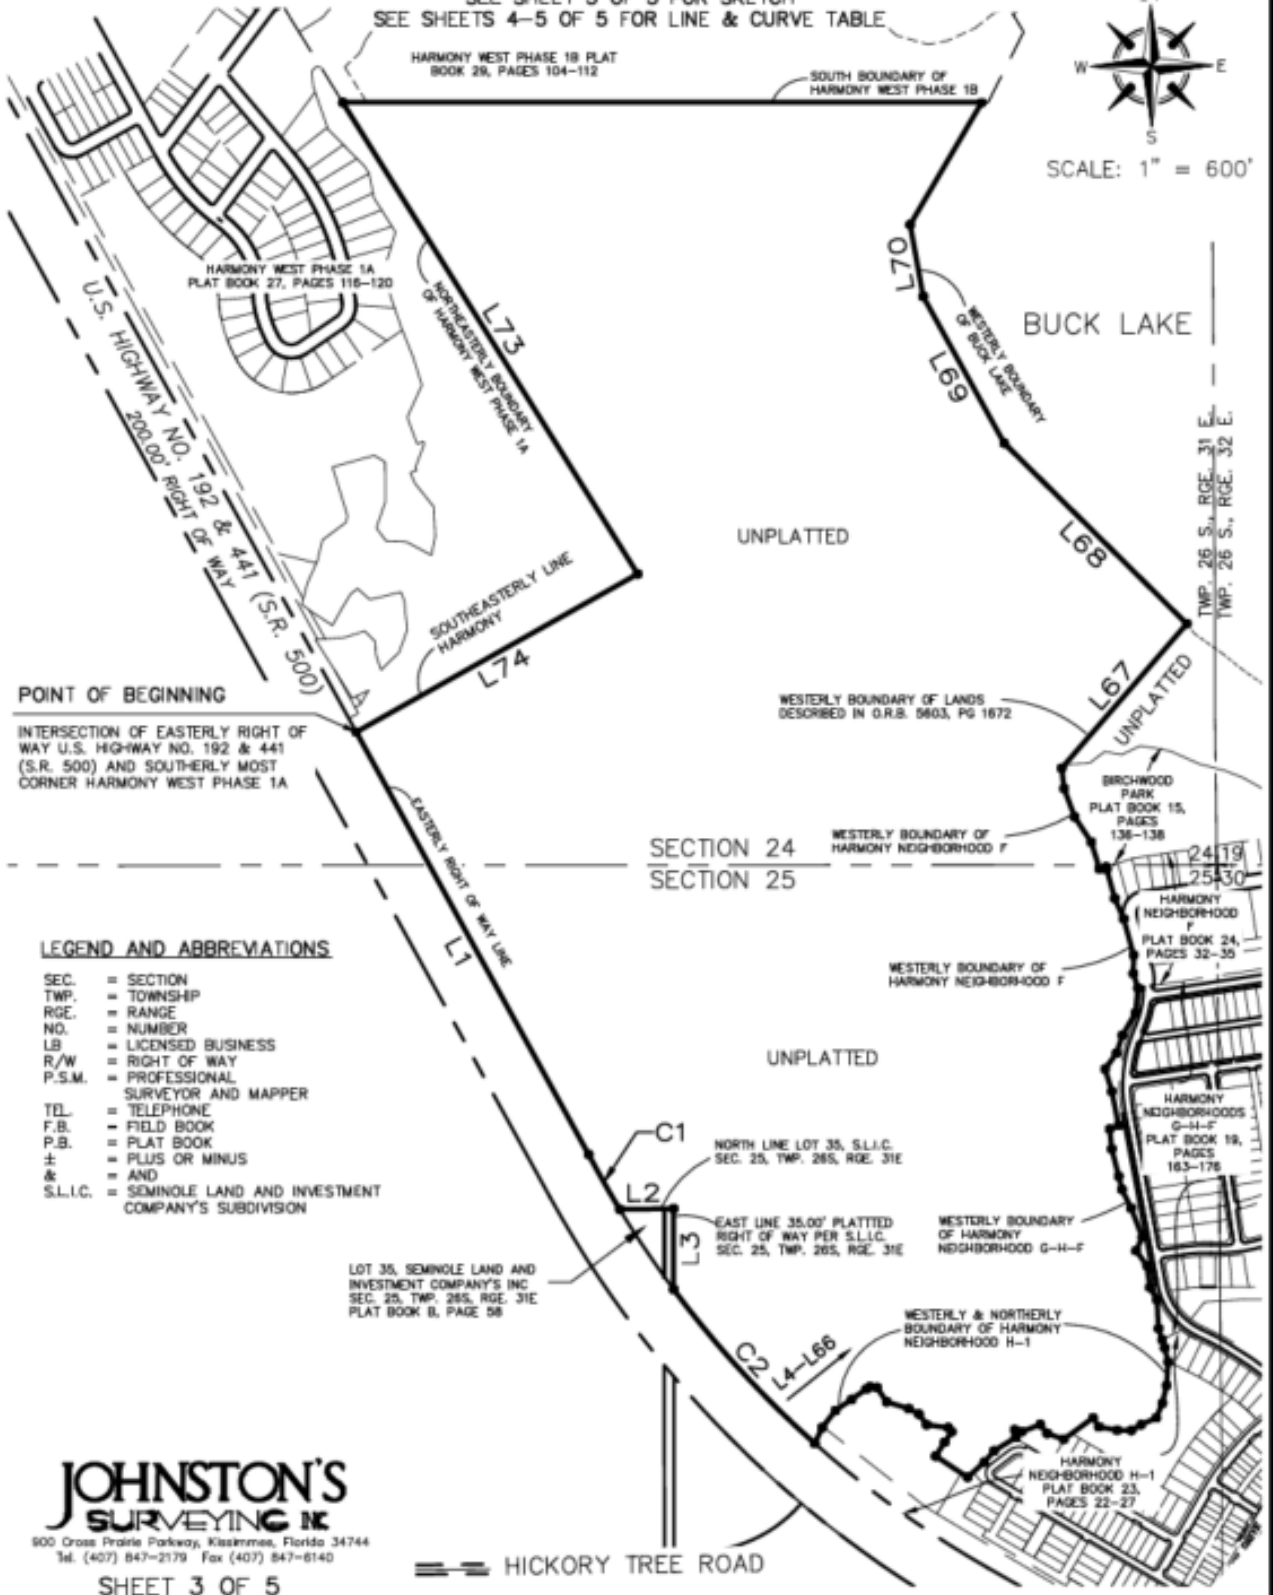 SEE SHEETS 4-5 OF 5 FOR LINE & CURVE TABLE
HARMONY WEST PHASE 1B PLAT
BOOK 29, PAGES 104-112
SOUTH BOUNDARY OF
HARMONY WEST PHASE 1B
W
E
S
SCALE: 1" = 600'
HARMONY WEST PHASE 1A
PLAT BOOK 27, PAGES 116-120
U.S. HIGHWAY NO. 192 & 441 (S.R. 500)
200.00' RIGHT OF WAY
L73
NORTHEASTERLY BOUNDARY
OF HARMONY WEST PHASE 1A
L70
WESTERLY BOUNDARY
OF BUCK LAKE
BUCK LAKE
L69
TWP. 26 S., RGE. 31 E.
TWP. 26 S., RGE. 32 E.
UNPLATTED
L68
SOUTHEASTERLY LINE
HARMONY
L74
POINT OF BEGINNING
INTERSECTION OF EASTERLY RIGHT OF
WAY U.S. HIGHWAY NO. 192 & 441
(S.R. 500) AND SOUTHERLY MOST
CORNER HARMONY WEST PHASE 1A
WESTERLY BOUNDARY OF LANDS
DESCRIBED IN O.R.B. 5603, PG 1672
L67
UNPLATTED
BIRCHWOOD
PARK
PLAT BOOK 15,
PAGES
136-138
EASTERLY RIGHT OF WAY LINE
L1
WESTERLY BOUNDARY OF
HARMONY NEIGHBORHOOD F
SECTION 24
SECTION 25
24 19
25 30
HARMONY
NEIGHBORHOOD
F
PLAT BOOK 24,
PAGES 32-35
WESTERLY BOUNDARY OF
HARMONY NEIGHBORHOOD F
LEGEND AND ABBREVIATIONS
SEC. = SECTION
TWP. = TOWNSHIP
RGE. = RANGE
NO. = NUMBER
LB = LICENSED BUSINESS
R/W = RIGHT OF WAY
P.S.M. = PROFESSIONAL
SURVEYOR AND MAPPER
TEL. = TELEPHONE
F.B. = FIELD BOOK
P.B. = PLAT BOOK
± = PLUS OR MINUS
& = AND
S.L.I.C. = SEMINOLE LAND AND INVESTMENT
COMPANY'S SUBDIVISION
UNPLATTED
HARMONY
NEIGHBORHOODS
G-H-F
PLAT BOOK 19,
PAGES
163-176
C1
NORTH LINE LOT 35, S.L.I.C.
SEC. 25, TWP. 26S, RGE. 31E
L2
L3
EAST LINE 35.00' PLATTTED
RIGHT OF WAY PER S.L.I.C.
SEC. 25, TWP. 26S, RGE. 31E
WESTERLY BOUNDARY
OF HARMONY
NEIGHBORHOOD G-H-F
LOT 35, SEMINOLE LAND AND
INVESTMENT COMPANY'S INC
SEC. 25, TWP. 26S, RGE. 31E
PLAT BOOK B, PAGE 58
WESTERLY & NORTHERLY
BOUNDARY OF HARMONY
NEIGHBORHOOD H-1
C2
L4-L66
HARMONY
NEIGHBORHOOD H-1
PLAT BOOK 23,
PAGES 22-27
JOHNSTON'S
SURVEYING INC
900 Cross Prairie Parkway, Kissimmee, Florida 34744
Tel. (407) 847-2179 Fax (407) 847-6140
SHEET 3 OF 5
HICKORY TREE ROAD